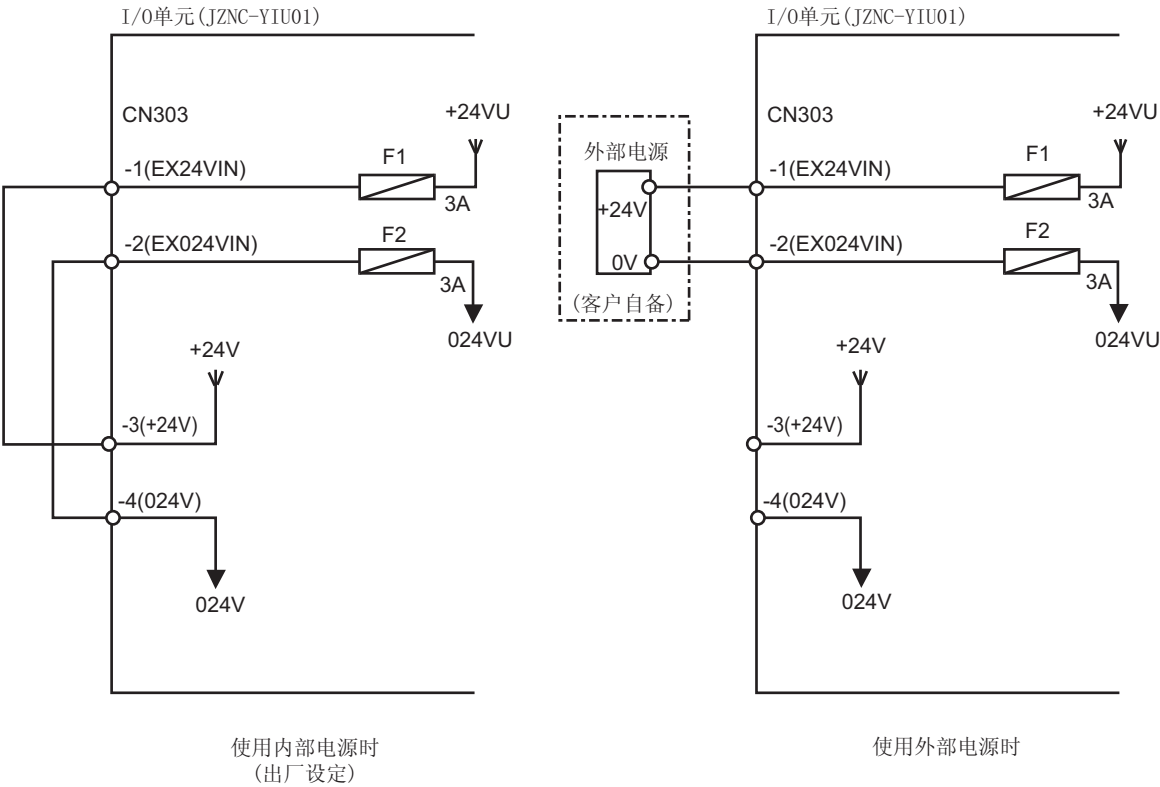 I/O单元(JZNC-YIU01)
CN303
+24VU
-1(EX24VIN)
F1
3A
-2(EX024VIN)
F2
3A
024VU
+24V
-3(+24V)
-4(024V)
024V
使用内部电源时
(出厂设定)
I/O单元(JZNC-YIU01)
外部电源
+24V
0V
(客户自备)
CN303
+24VU
-1(EX24VIN)
F1
3A
-2(EX024VIN)
F2
3A
024VU
+24V
-3(+24V)
-4(024V)
024V
使用外部电源时